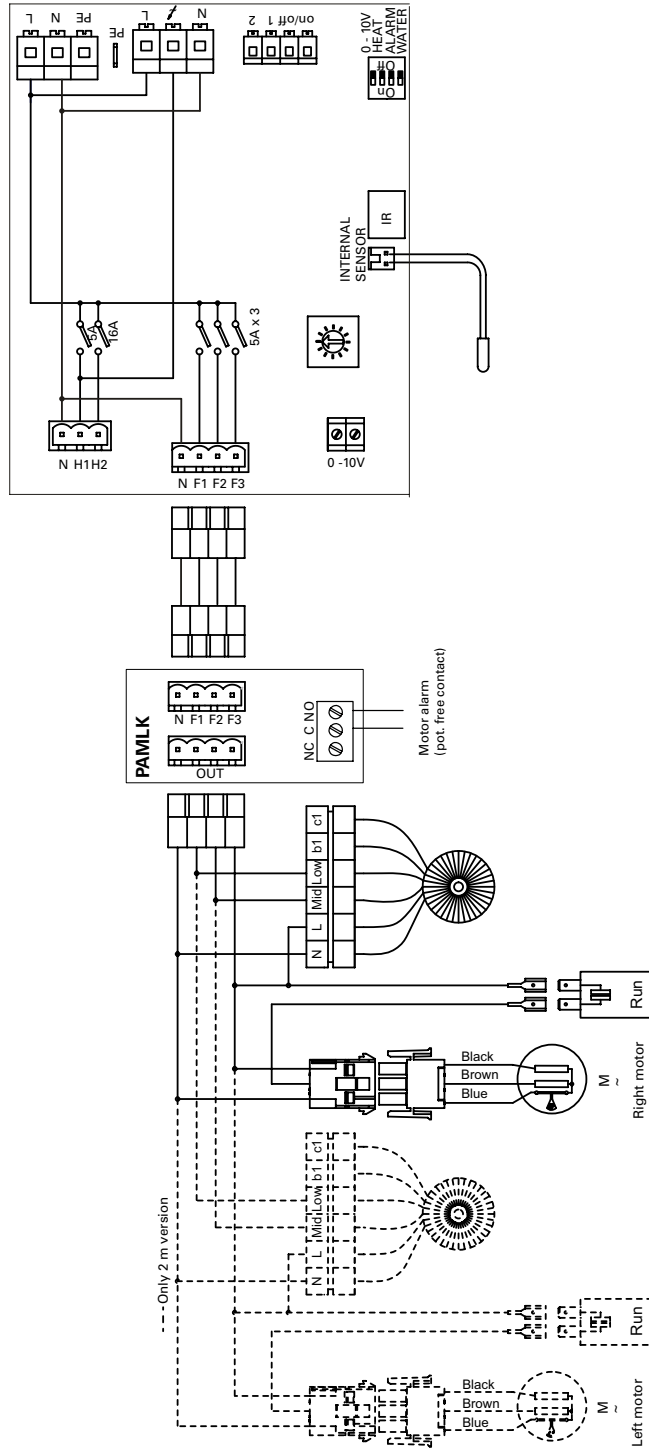 L N PE
PE
L N
on/off 1 2
0 - 10V
HEAT
ALARM
WATER
Off
On
INTERNAL
SENSOR
IR
5A
16A
5A x 3
N H1 H2
N F1 F2 F3
0 -10V
PAMLK
N F1 F2 F3
OUT
NC C NO
Motor alarm
(pot. free contact)
N L Mid Low b1 c1
Run
Black
Brown
Blue
M
~
Right motor
Only 2 m version
N L Mid Low b1 c1
Run
Black
Brown
Blue
M
~
Left motor